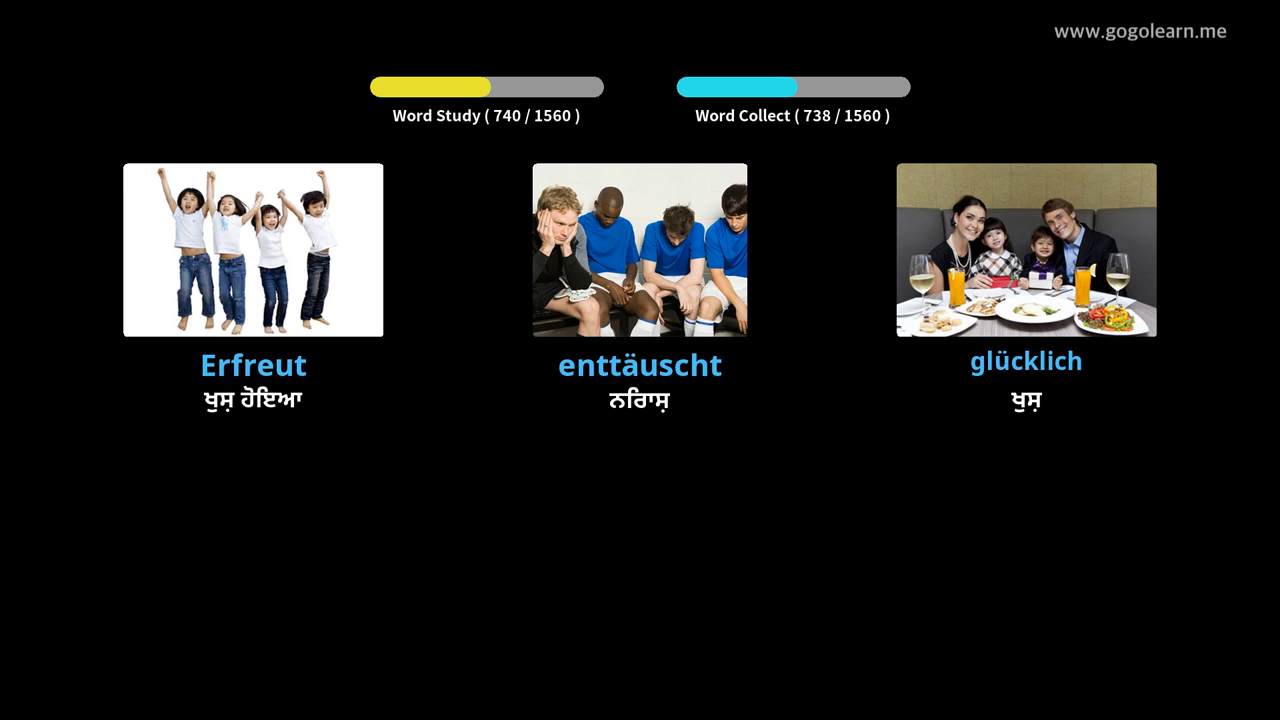 www.gogolearn.me
Word Study ( 740 / 1560 )
Word Collect ( 738 / 1560 )
Erfreut
enttäuscht
glücklich
ਖੁਸ਼ ਹੋਇਆ
ਨਿਰਾਸ਼
ਖੁਸ਼